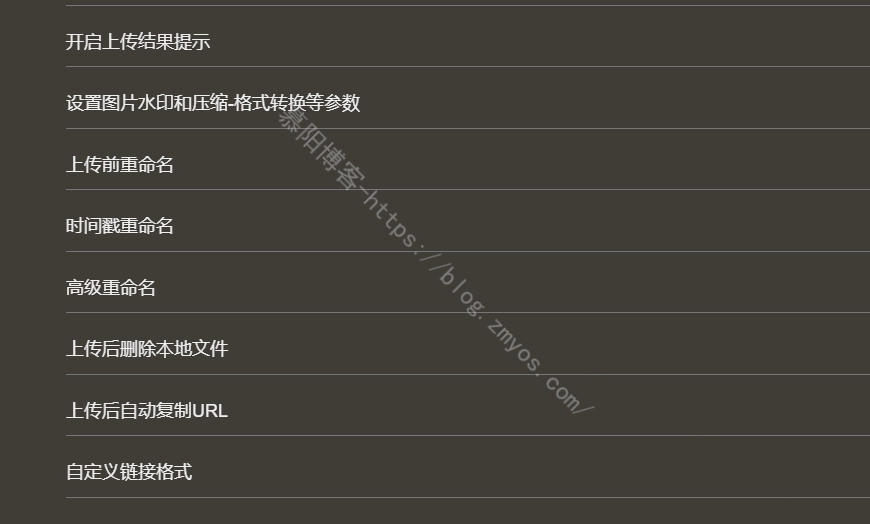 开启上传结果提示
设置图片水印和压缩-格式转换等参数
上传前重命名
时间戳重命名
高级重命名
上传后删除本地文件
上传后自动复制URL
自定义链接格式
慕阳博客-https://blog.zmyos.com/